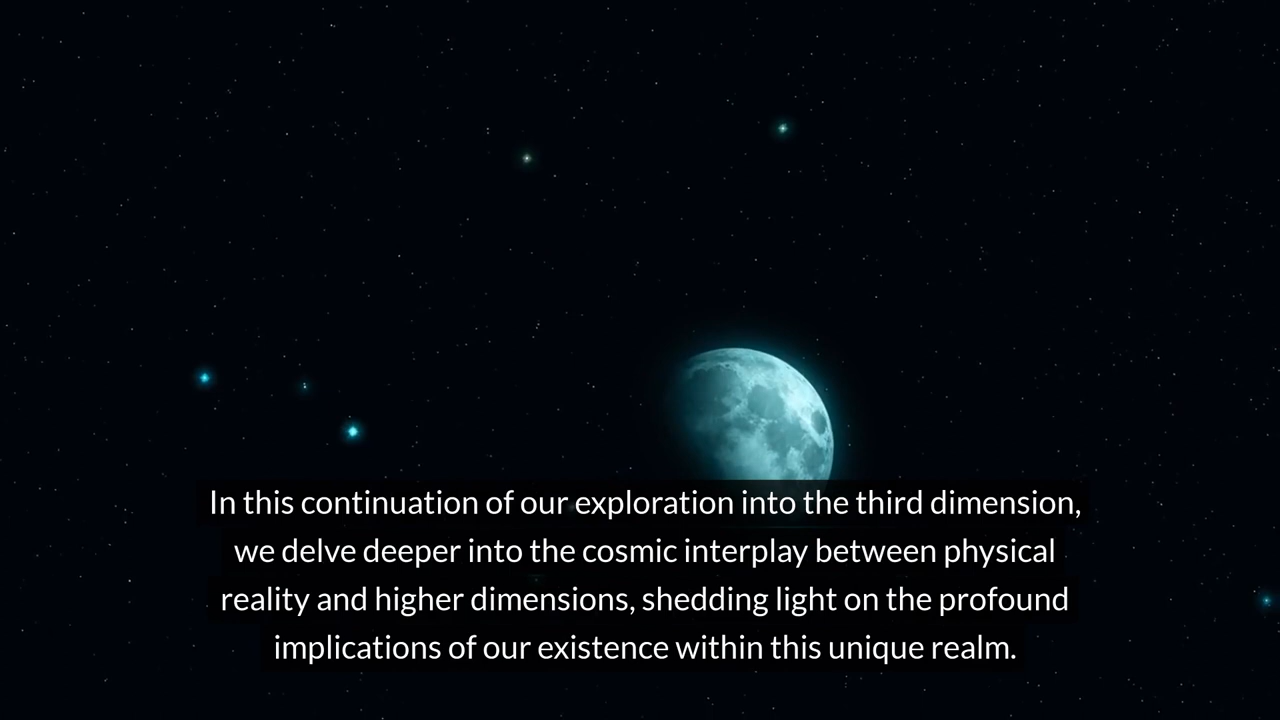 In this continuation of our exploration into the third dimension,
we delve deeper into the cosmic interplay between physical
reality and higher dimensions, shedding light on the profound
implications of our existence within this unique realm.